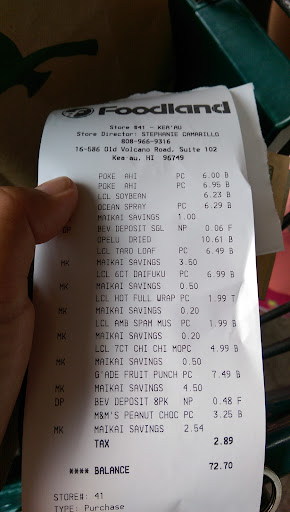 Foodland
Store #41 - KEA'AU
Store Director: STEPHANIE CAMARILLO
808-966-9316
16-586 Old Volcano Road, Suite 102
Kea'au, HI 96749
POKE AHI PC 6.00 B
POKE AHI PC 6.95 B
LCL SOYBEAN 6.23 B
OCEAN SPRAY PC 6.29 B
MK MAIKAI SAVINGS 1.00
DP BEV DEPOSIT SGL NP 0.06 F
OPELU DRIED 10.61 B
LCL TARO LOAF PC 6.49 B
MK MAIKAI SAVINGS 3.50
LCL 6CT DAIFUKU PC 6.99 B
MK MAIKAI SAVINGS 0.50
LCL HOT FULL WRAP PC 1.99 T
MK MAIKAI SAVINGS 0.20
LCL AMB SPAM MUS PC 1.99 B
MK MAIKAI SAVINGS 0.20
LCL 7CT CHI CHI MOPC 4.99 B
MK MAIKAI SAVINGS 0.50
G'ADE FRUIT PUNCH PC 7.49 B
MK MAIKAI SAVINGS 4.50
DP BEV DEPOSIT 8PK NP 0.48 F
M&M'S PEANUT CHOC PC 3.25 B
MK MAIKAI SAVINGS 2.54
TAX 2.89
**** BALANCE 72.70
STORE#: 41
TYPE: Purchase